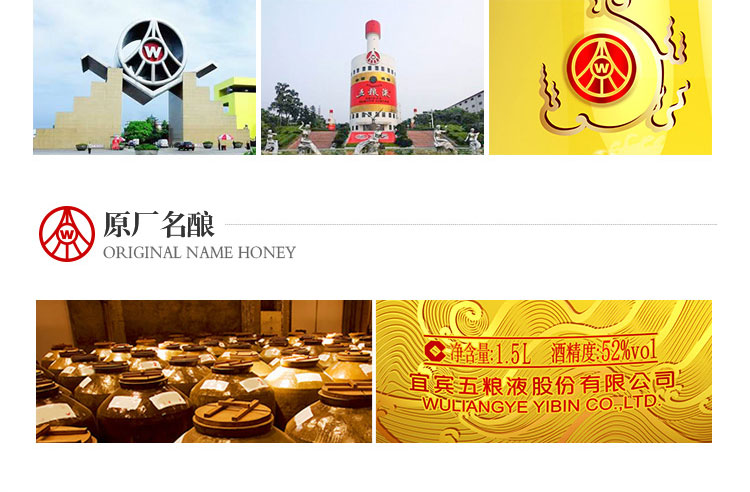 W
五粮液
W
W
原厂名酿
ORIGINAL NAME HONEY
净含量:1.5L 酒精度:52%vol
宜宾五粮液股份有限公司
WULIANGYE YIBIN CO.,LTD.